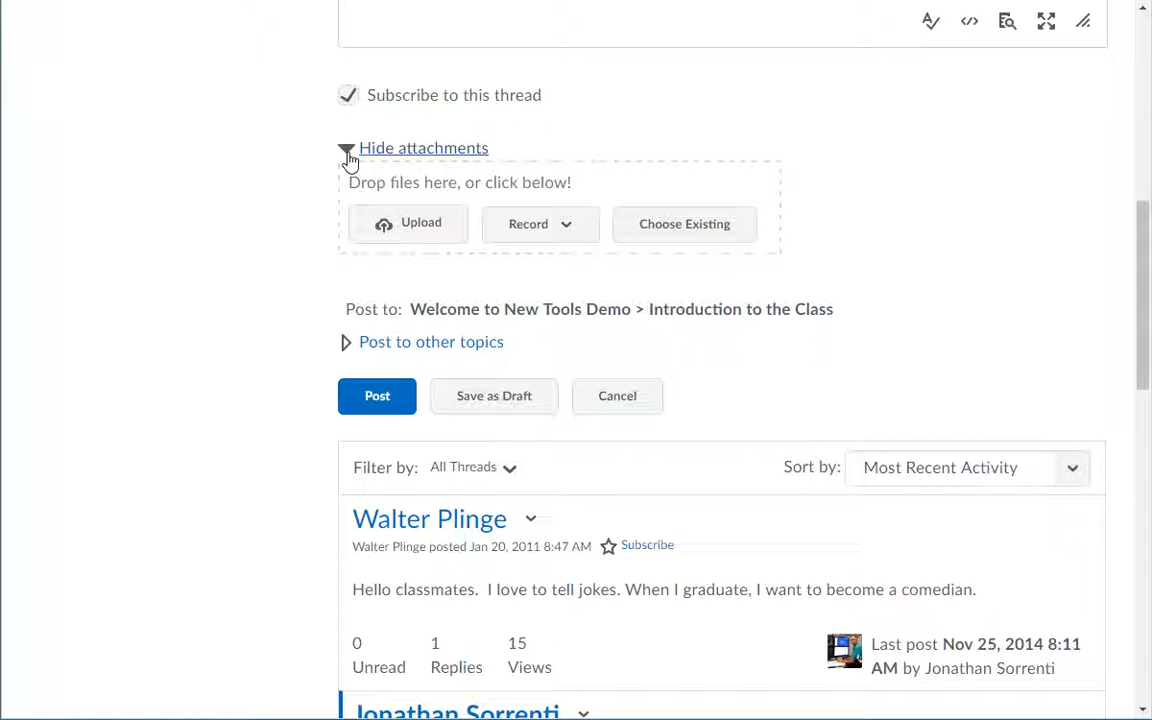 Subscribe to this thread
Hide attachments
Drop files here, or click below!
Upload
Record
Choose Existing
Post to: Welcome to New Tools Demo > Introduction to the Class
Post to other topics
Post
Save as Draft
Cancel
Filter by: All Threads
Sort by: Most Recent Activity
Walter Plinge
Walter Plinge posted Jan 20, 2011 8:47 AM Subscribe
Hello classmates.  I love to tell jokes. When I graduate, I want to become a comedian.
0 1 15
Unread Replies Views
Last post Nov 25, 2014 8:11
AM by Jonathan Sorrenti
Jonathan Sorrenti